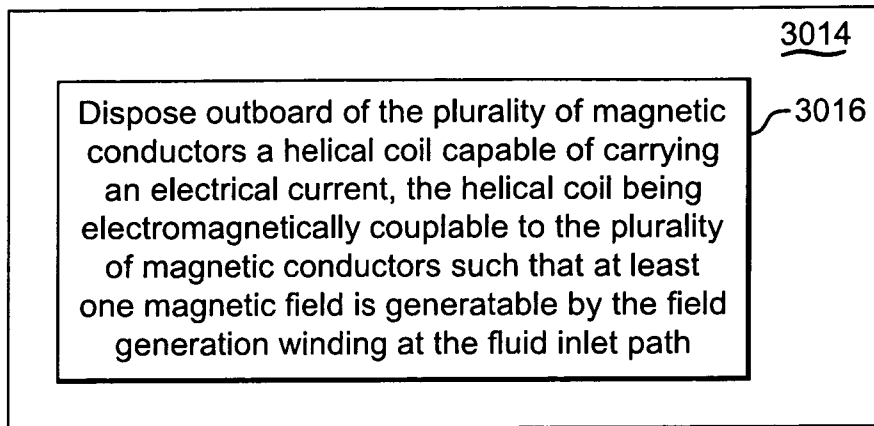 3014
Dispose outboard of the plurality of magnetic
conductors a helical coil capable of carrying
an electrical current, the helical coil being
electromagnetically couplable to the plurality
of magnetic conductors such that at least
one magnetic field is generatable by the field
generation winding at the fluid inlet path
3016